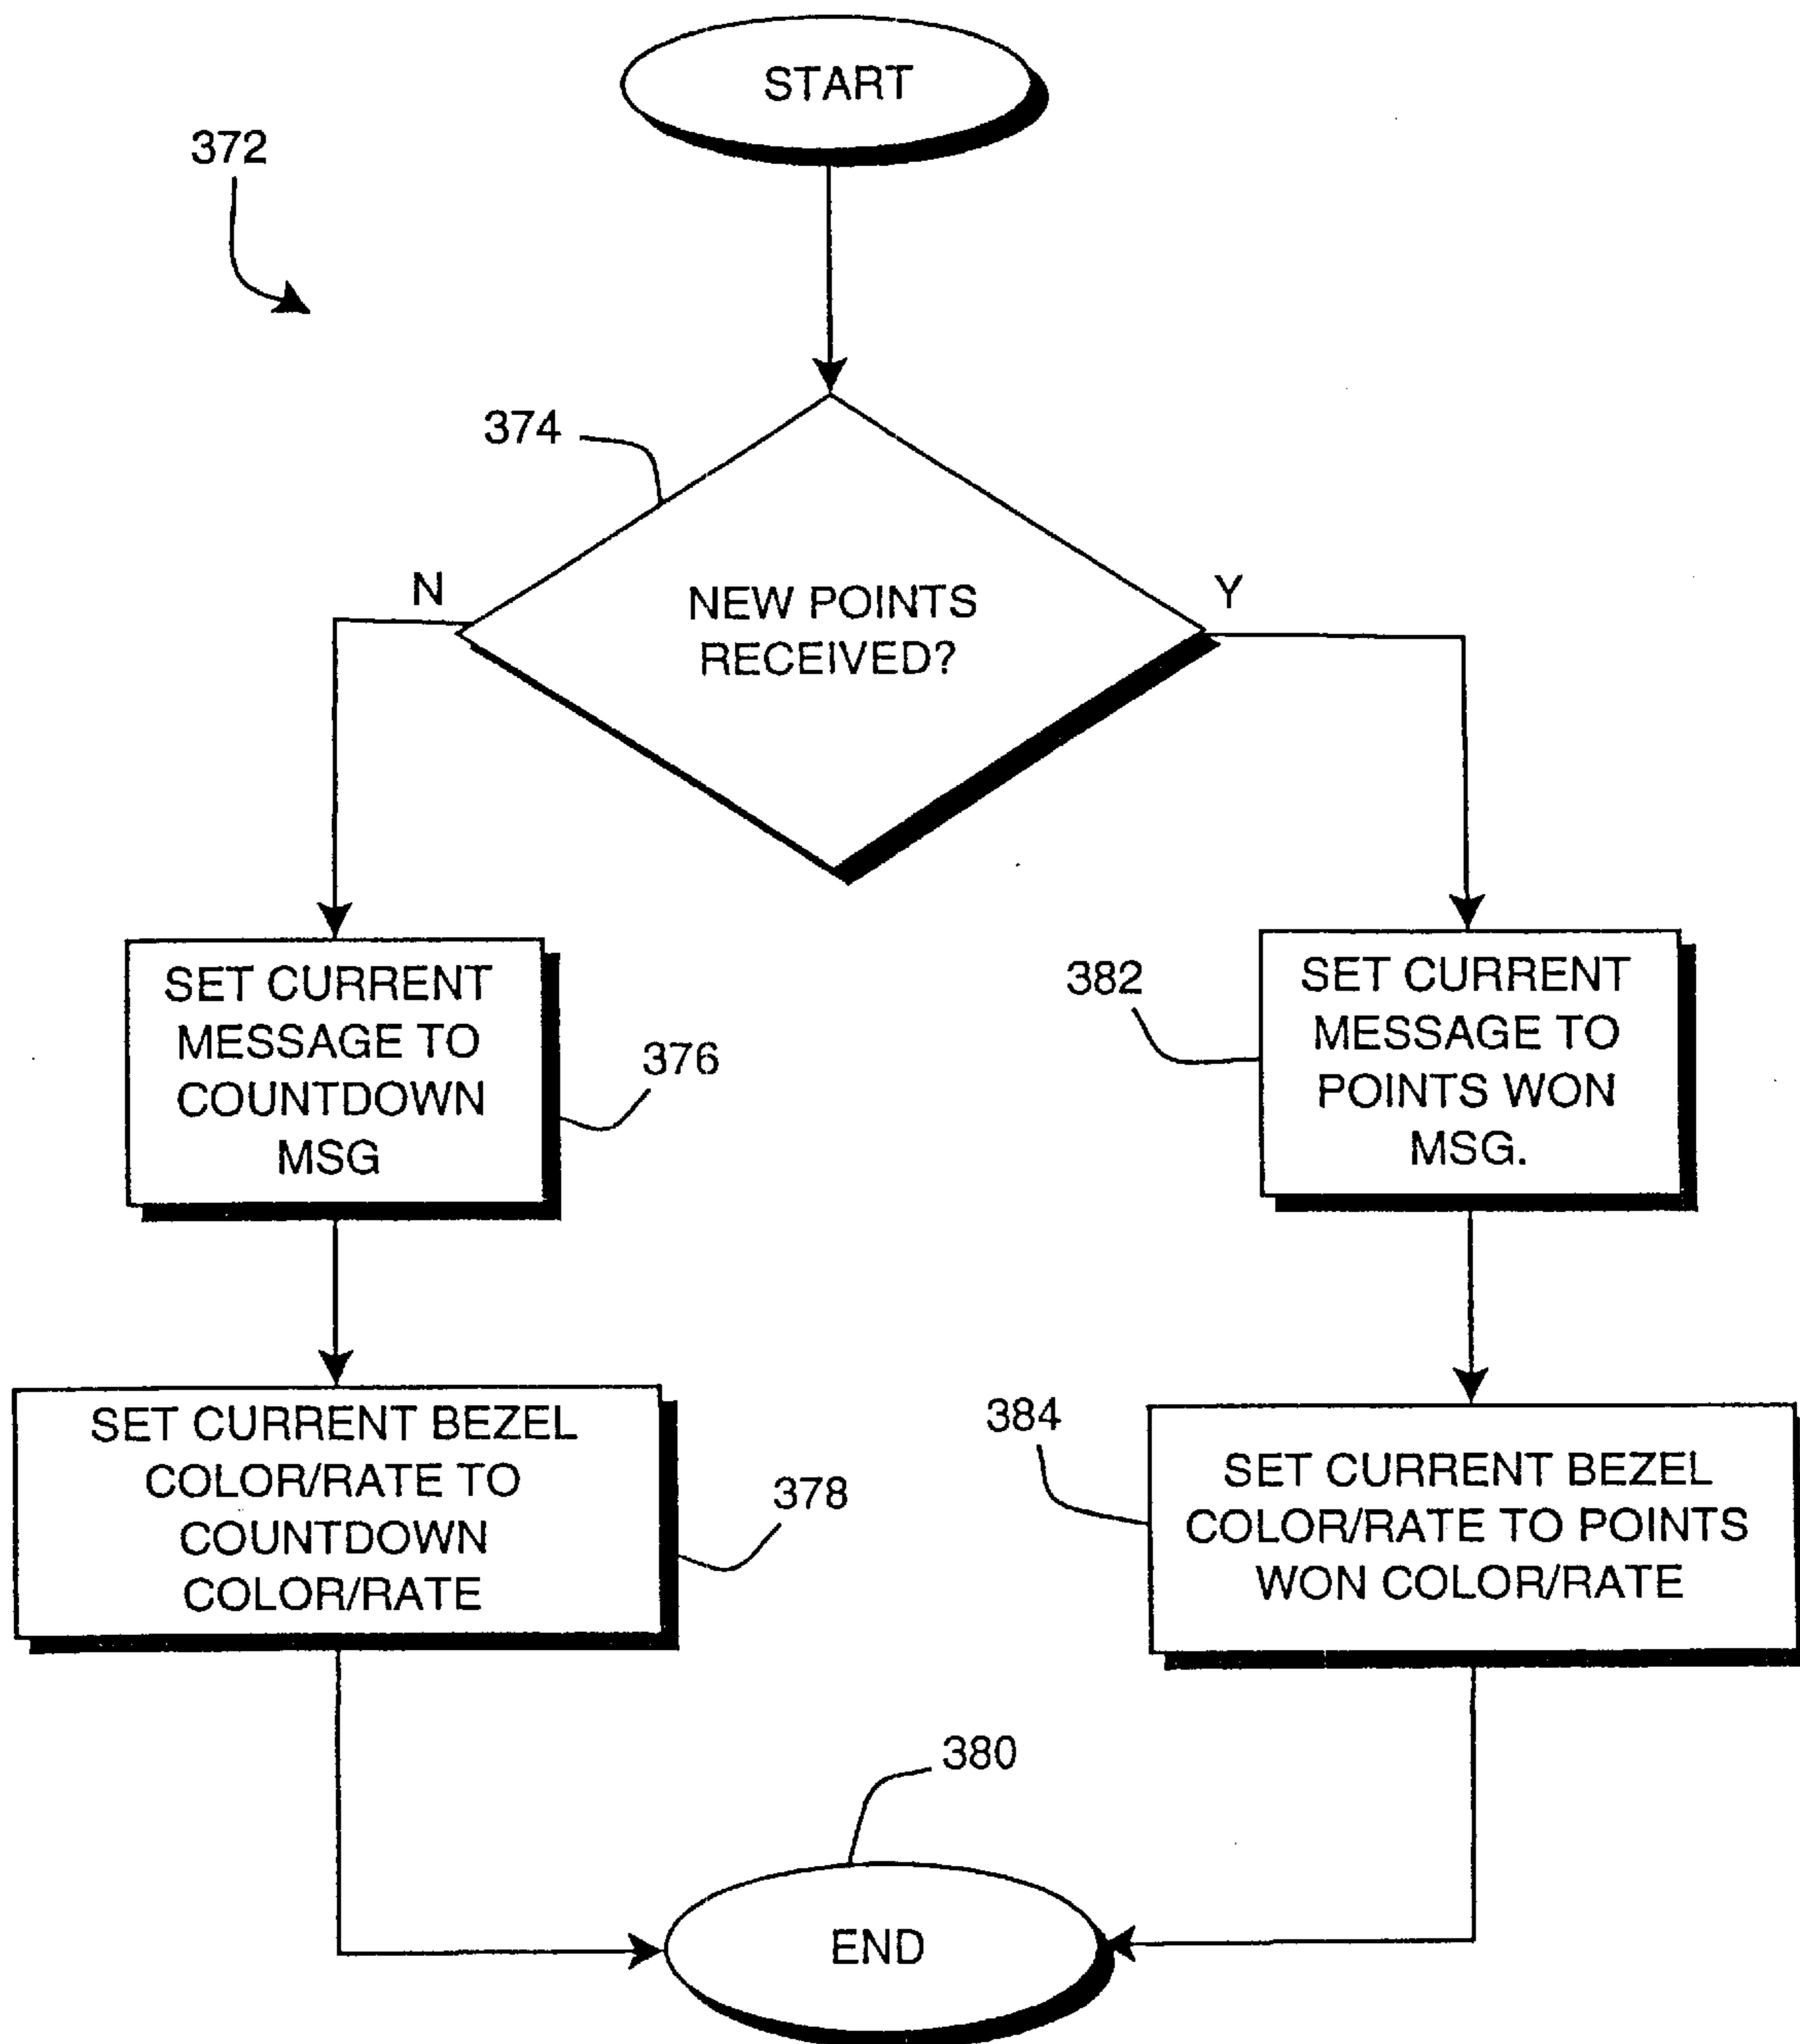 START
372
374
N
NEW POINTS
RECEIVED?
Y
SET CURRENT
MESSAGE TO
COUNTDOWN
MSG
376
382
SET CURRENT
MESSAGE TO
POINTS WON
MSG.
SET CURRENT BEZEL
COLOR/RATE TO
COUNTDOWN
COLOR/RATE
378
384
SET CURRENT BEZEL
COLOR/RATE TO POINTS
WON COLOR/RATE
380
END